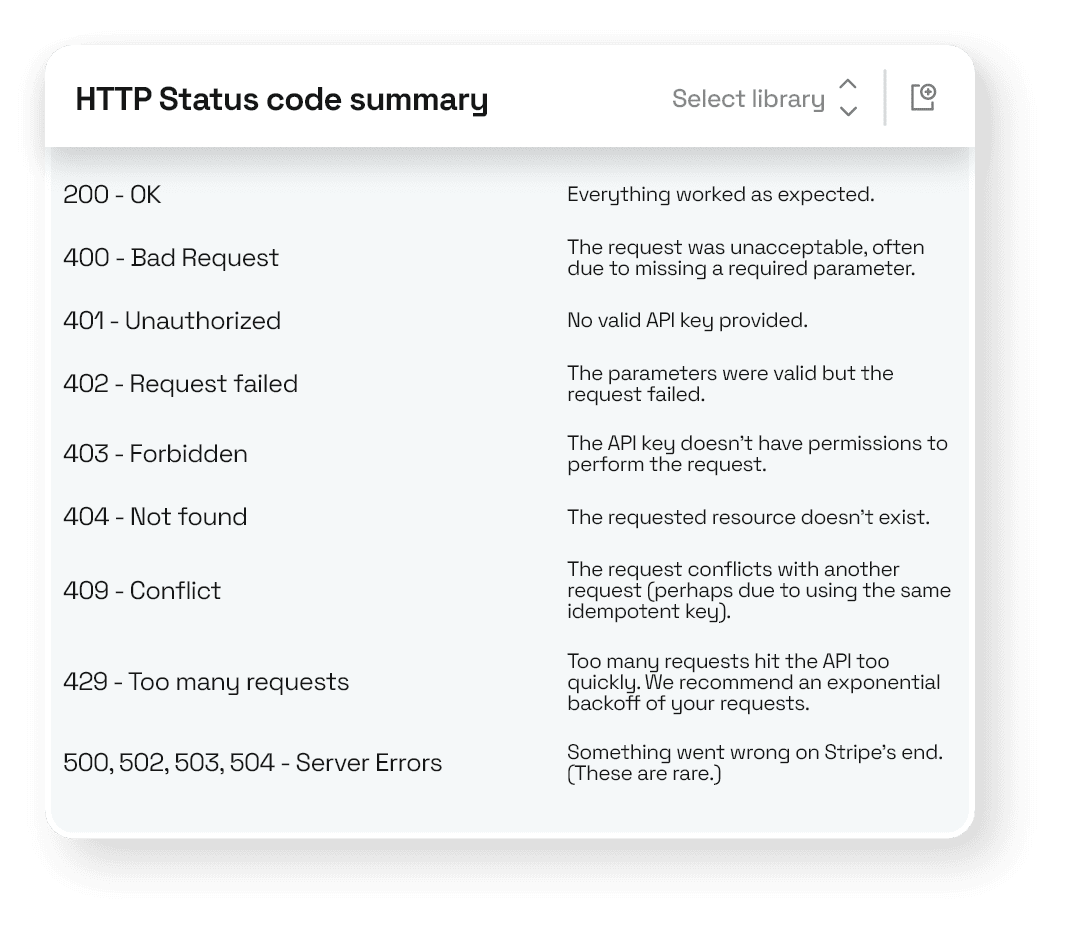 HTTP Status code summary
Select library
200 - OK
Everything worked as expected.
400 - Bad Request
The request was unacceptable, often
due to missing a required parameter.
401 - Unauthorized
No valid API key provided.
402 - Request failed
The parameters were valid but the
request failed.
403 - Forbidden
The API key doesn't have permissions to
perform the request.
404 - Not found
The requested resource doesn't exist.
409 - Conflict
The request conflicts with another
request (perhaps due to using the same
idempotent key).
429 - Too many requests
Too many requests hit the API too
quickly. We recommend an exponential
backoff of your requests.
500, 502, 503, 504 - Server Errors
Something went wrong on Stripe's end.
(These are rare.)